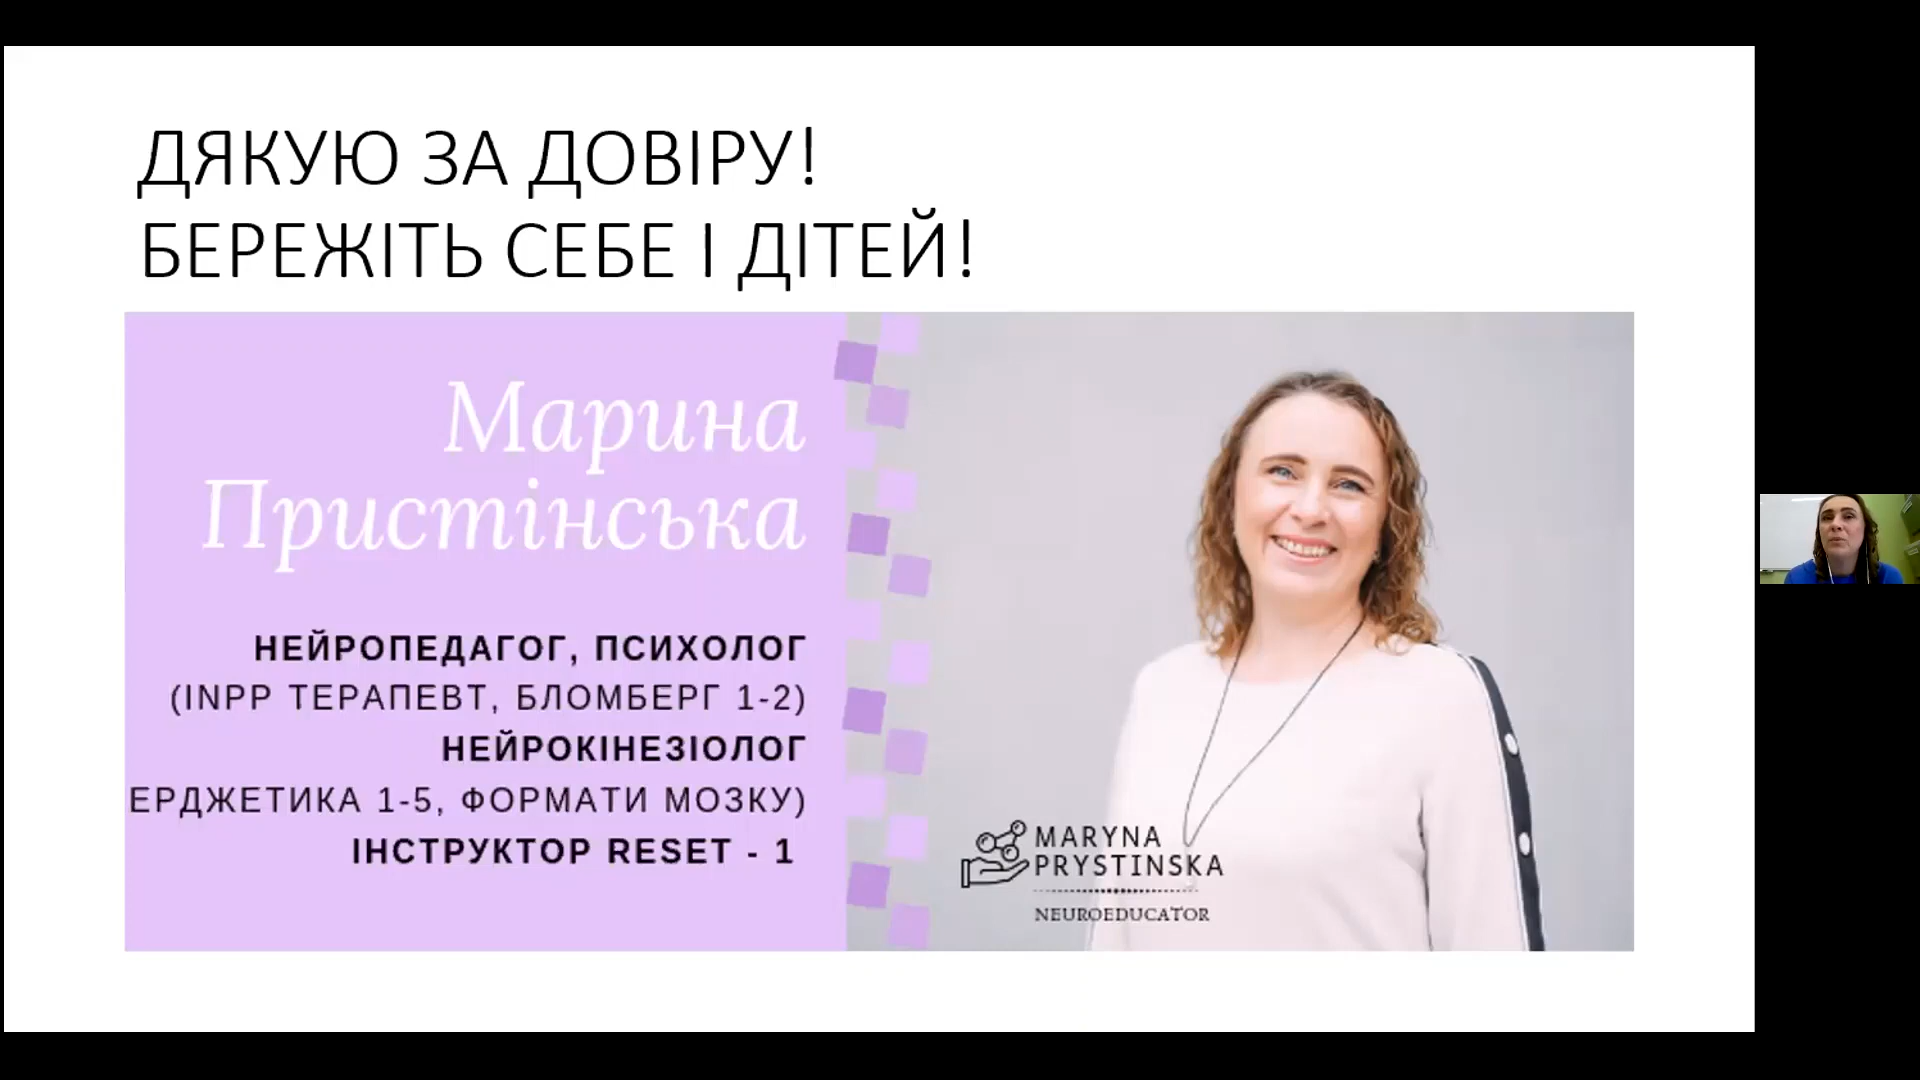 ДЯКУЮ ЗА ДОВІРУ!
БЕРЕЖІТЬ СЕБЕ І ДІТЕЙ!
Марина
Пристінська
НЕЙРОПЕДАГОГ, ПСИХОЛОГ
(INPP ТЕРАПЕВТ, БЛОМБЕРГ 1-2)
НЕЙРОКІНЕЗІОЛОГ
ЕРДЖЕТИКА 1-5, ФОРМАТИ МОЗКУ)
ІНСТРУКТОР RESET - 1
MARYNA
PRYSTINSKA
NEUROEDUCATOR